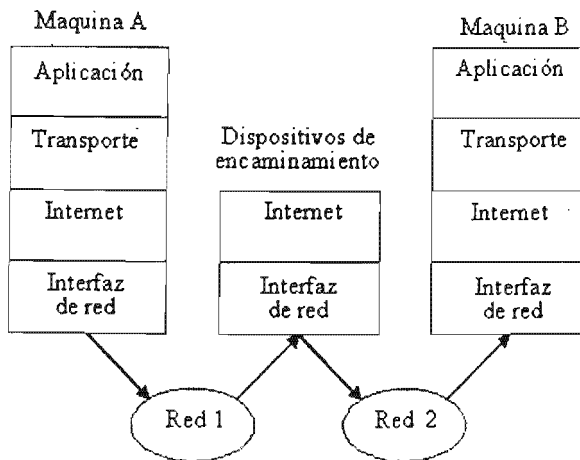 Maquina A
Aplicación
Transporte
Internet
Interfaz
de red
Dispositivos de
encaminamiento
Internet
Interfaz
de red
Maquina B
Aplicación
Transporte
Internet
Interfaz
de red
Red 1
Red 2